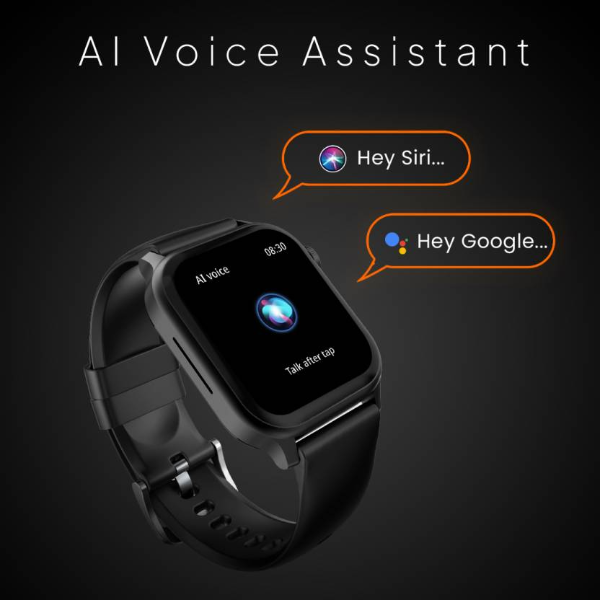 AI Voice Assistant
Hey Siri...
Hey Google...
08:30
AI voice
Talk after tap